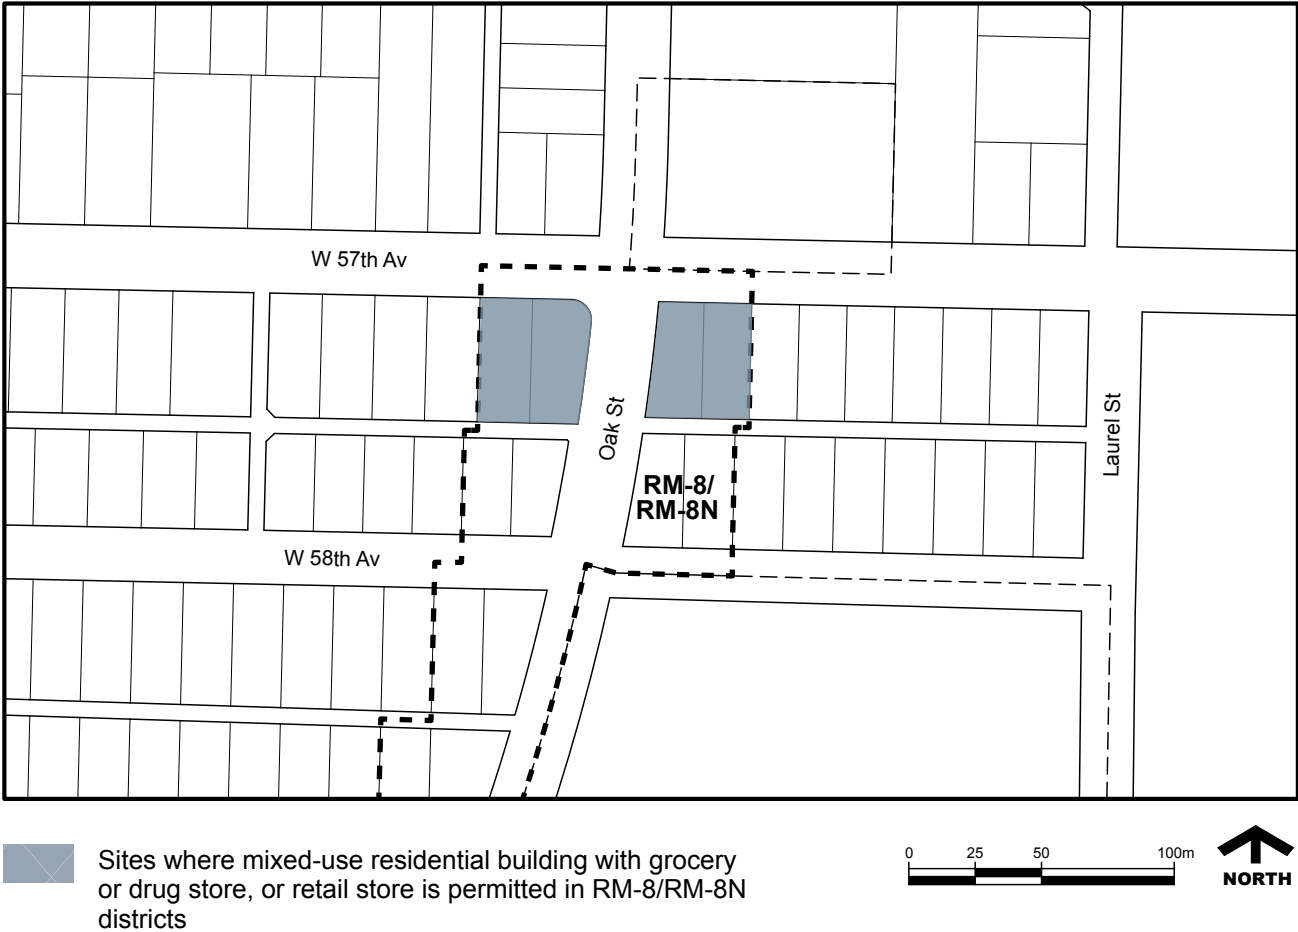 W 57th Av
Oak St
Laurel St
RM-8/
RM-8N
W 58th Av
Sites where mixed-use residential building with grocery
or drug store, or retail store is permitted in RM-8/RM-8N
districts
0 25 50 100m
NORTH